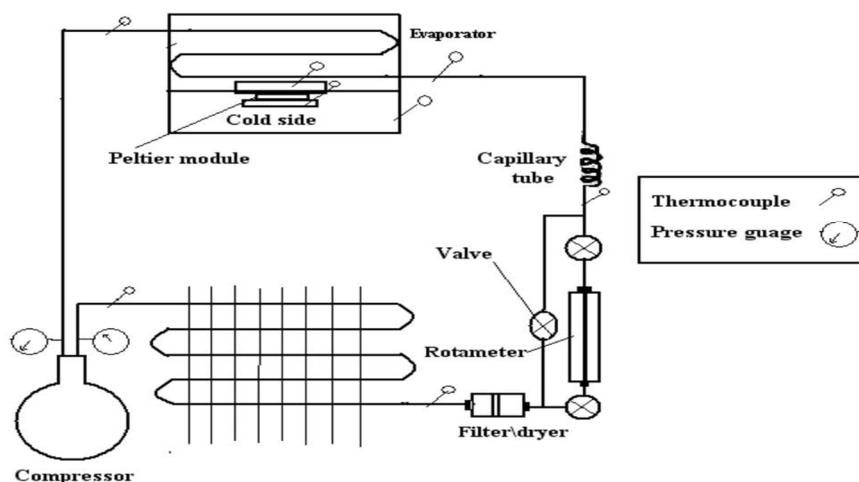 Evaporator
Cold side
Peltier module
Capillary
tube
Thermocouple
Pressure guage
Valve
Rotameter
Filter\dryer
Compressor